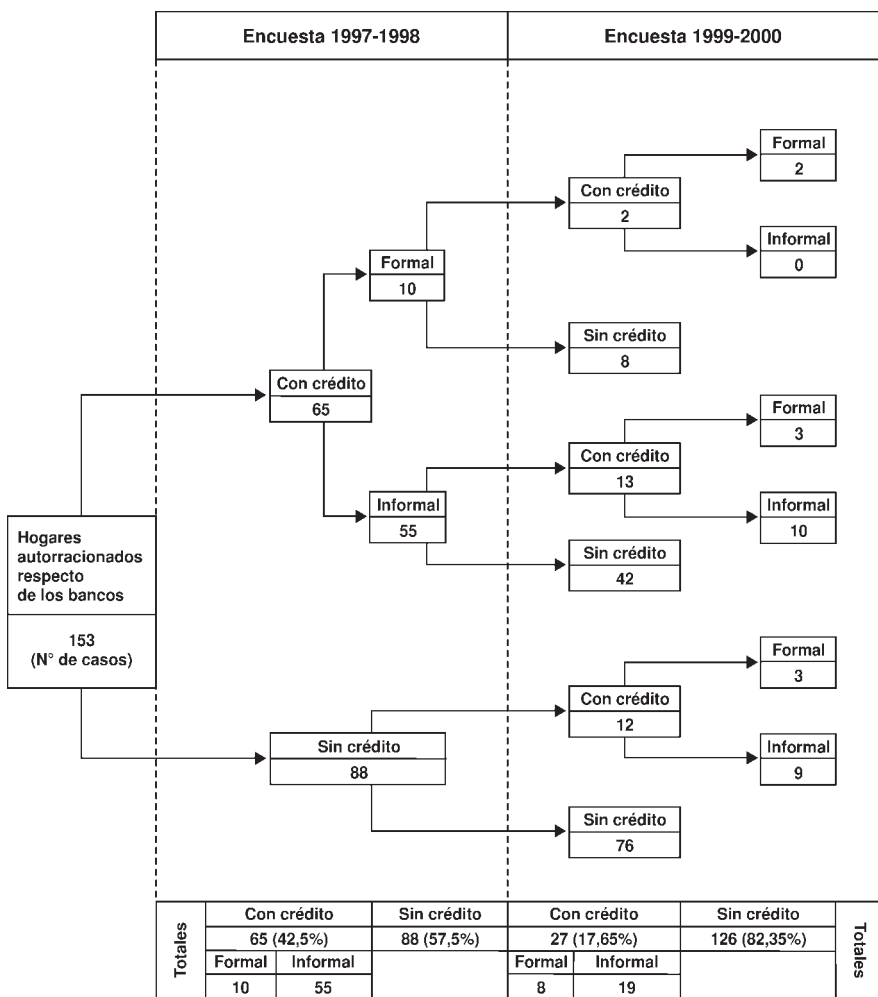 Encuesta 1997-1998
Encuesta 1999-2000
Formal
2
Con crédito
2
Informal
0
Formal
10
Sin crédito
8
Con crédito
65
Formal
3
Con crédito
13
Informal
10
Informal
55
Sin crédito
42
Hogares
autorracionados
respecto
de los bancos
153
(N° de casos)
Formal
3
Con crédito
12
Informal
9
Sin crédito
88
Sin crédito
76
Totales
Con crédito
Sin crédito
Con crédito
Sin crédito
Totales
65 (42,5%)
88 (57,5%)
27 (17,65%)
126 (82,35%)
Formal
Informal
Formal
Informal
10
55
8
19